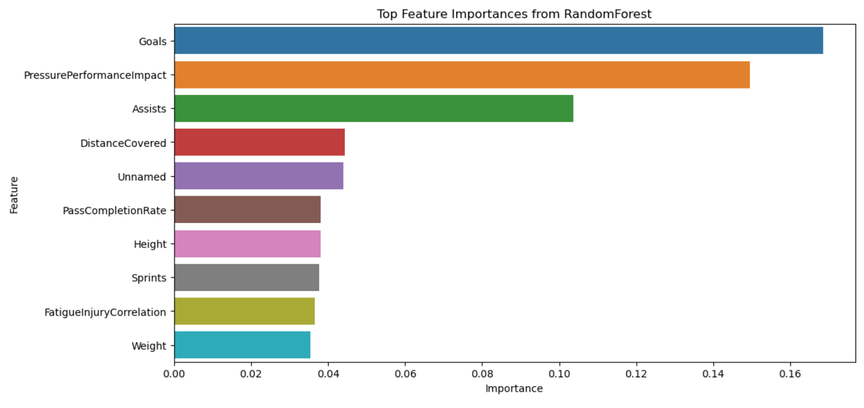 Top Feature Importances from RandomForest
Feature
Goals
PressurePerformanceImpact
Assists
DistanceCovered
Unnamed
PassCompletionRate
Height
Sprints
FatigueInjuryCorrelation
Weight
0.00 0.02 0.04 0.06 0.08 0.10 0.12 0.14 0.16
Importance